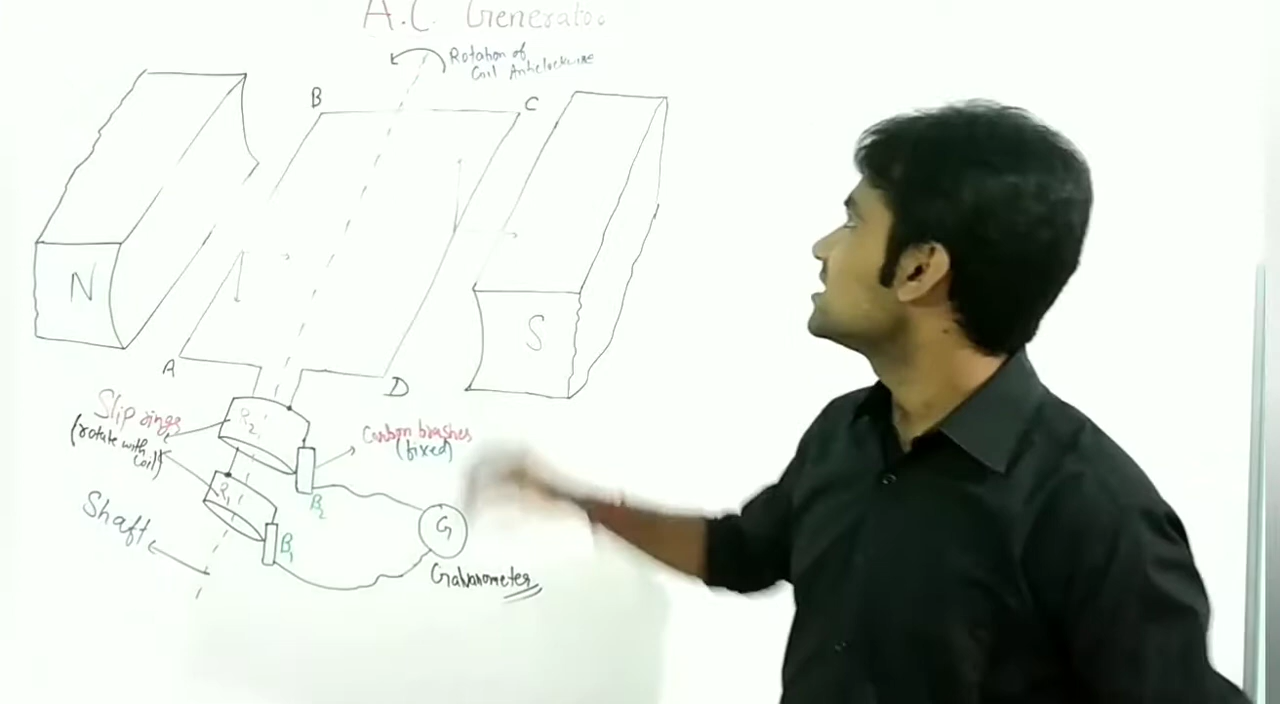 A.C. Generator
Rotation of
Coil Anticlockwise
B
C
N
S
A
D
Slip rings
(rotate with
coil)
R2
R1
Carbon brushes
(fixed)
B2
B1
G
Shaft
Galvanometer